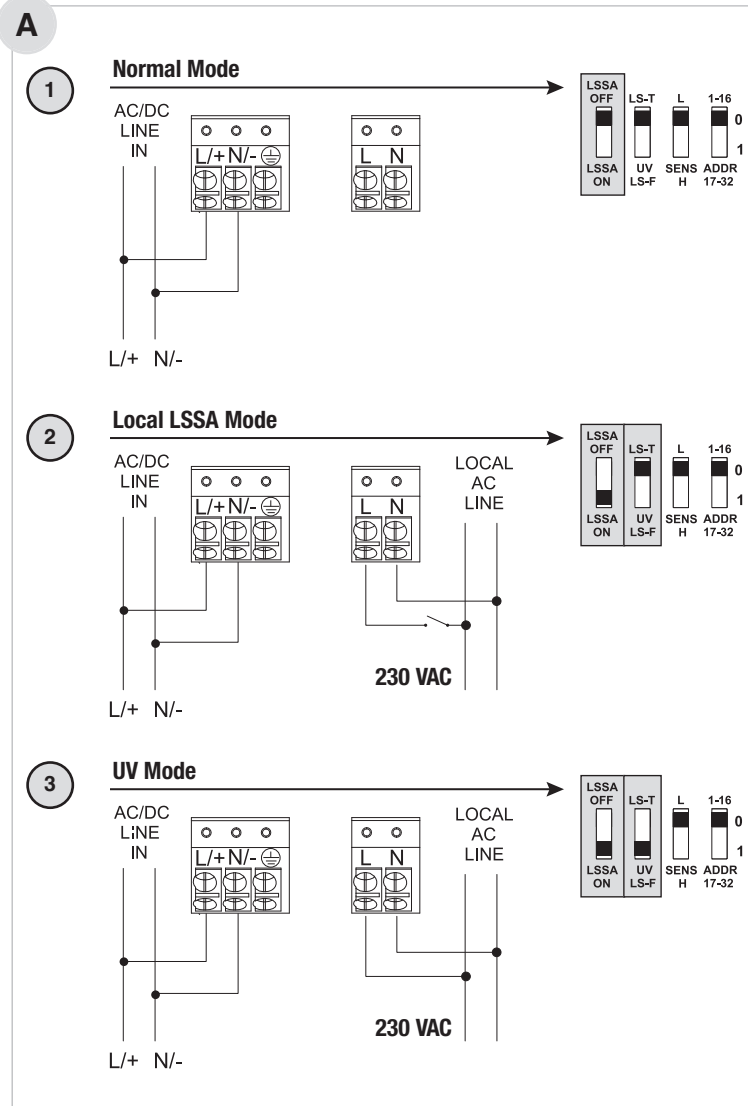 A
1
Normal Mode
AC/DC
LINE
IN
L/+ N/-
L N
L/+ N/-
LSSA
OFF LS-T L 1-16
0
1
LSSA UV SENS ADDR
ON LS-F H 17-32
2
Local LSSA Mode
AC/DC
LINE
IN
L/+ N/-
L N
LOCAL
AC
LINE
230 VAC
L/+ N/-
LSSA
OFF LS-T L 1-16
0
1
LSSA UV SENS ADDR
ON LS-F H 17-32
3
UV Mode
AC/DC
LINE
IN
L/+ N/-
L N
LOCAL
AC
LINE
230 VAC
L/+ N/-
LSSA
OFF LS-T L 1-16
0
1
LSSA UV SENS ADDR
ON LS-F H 17-32